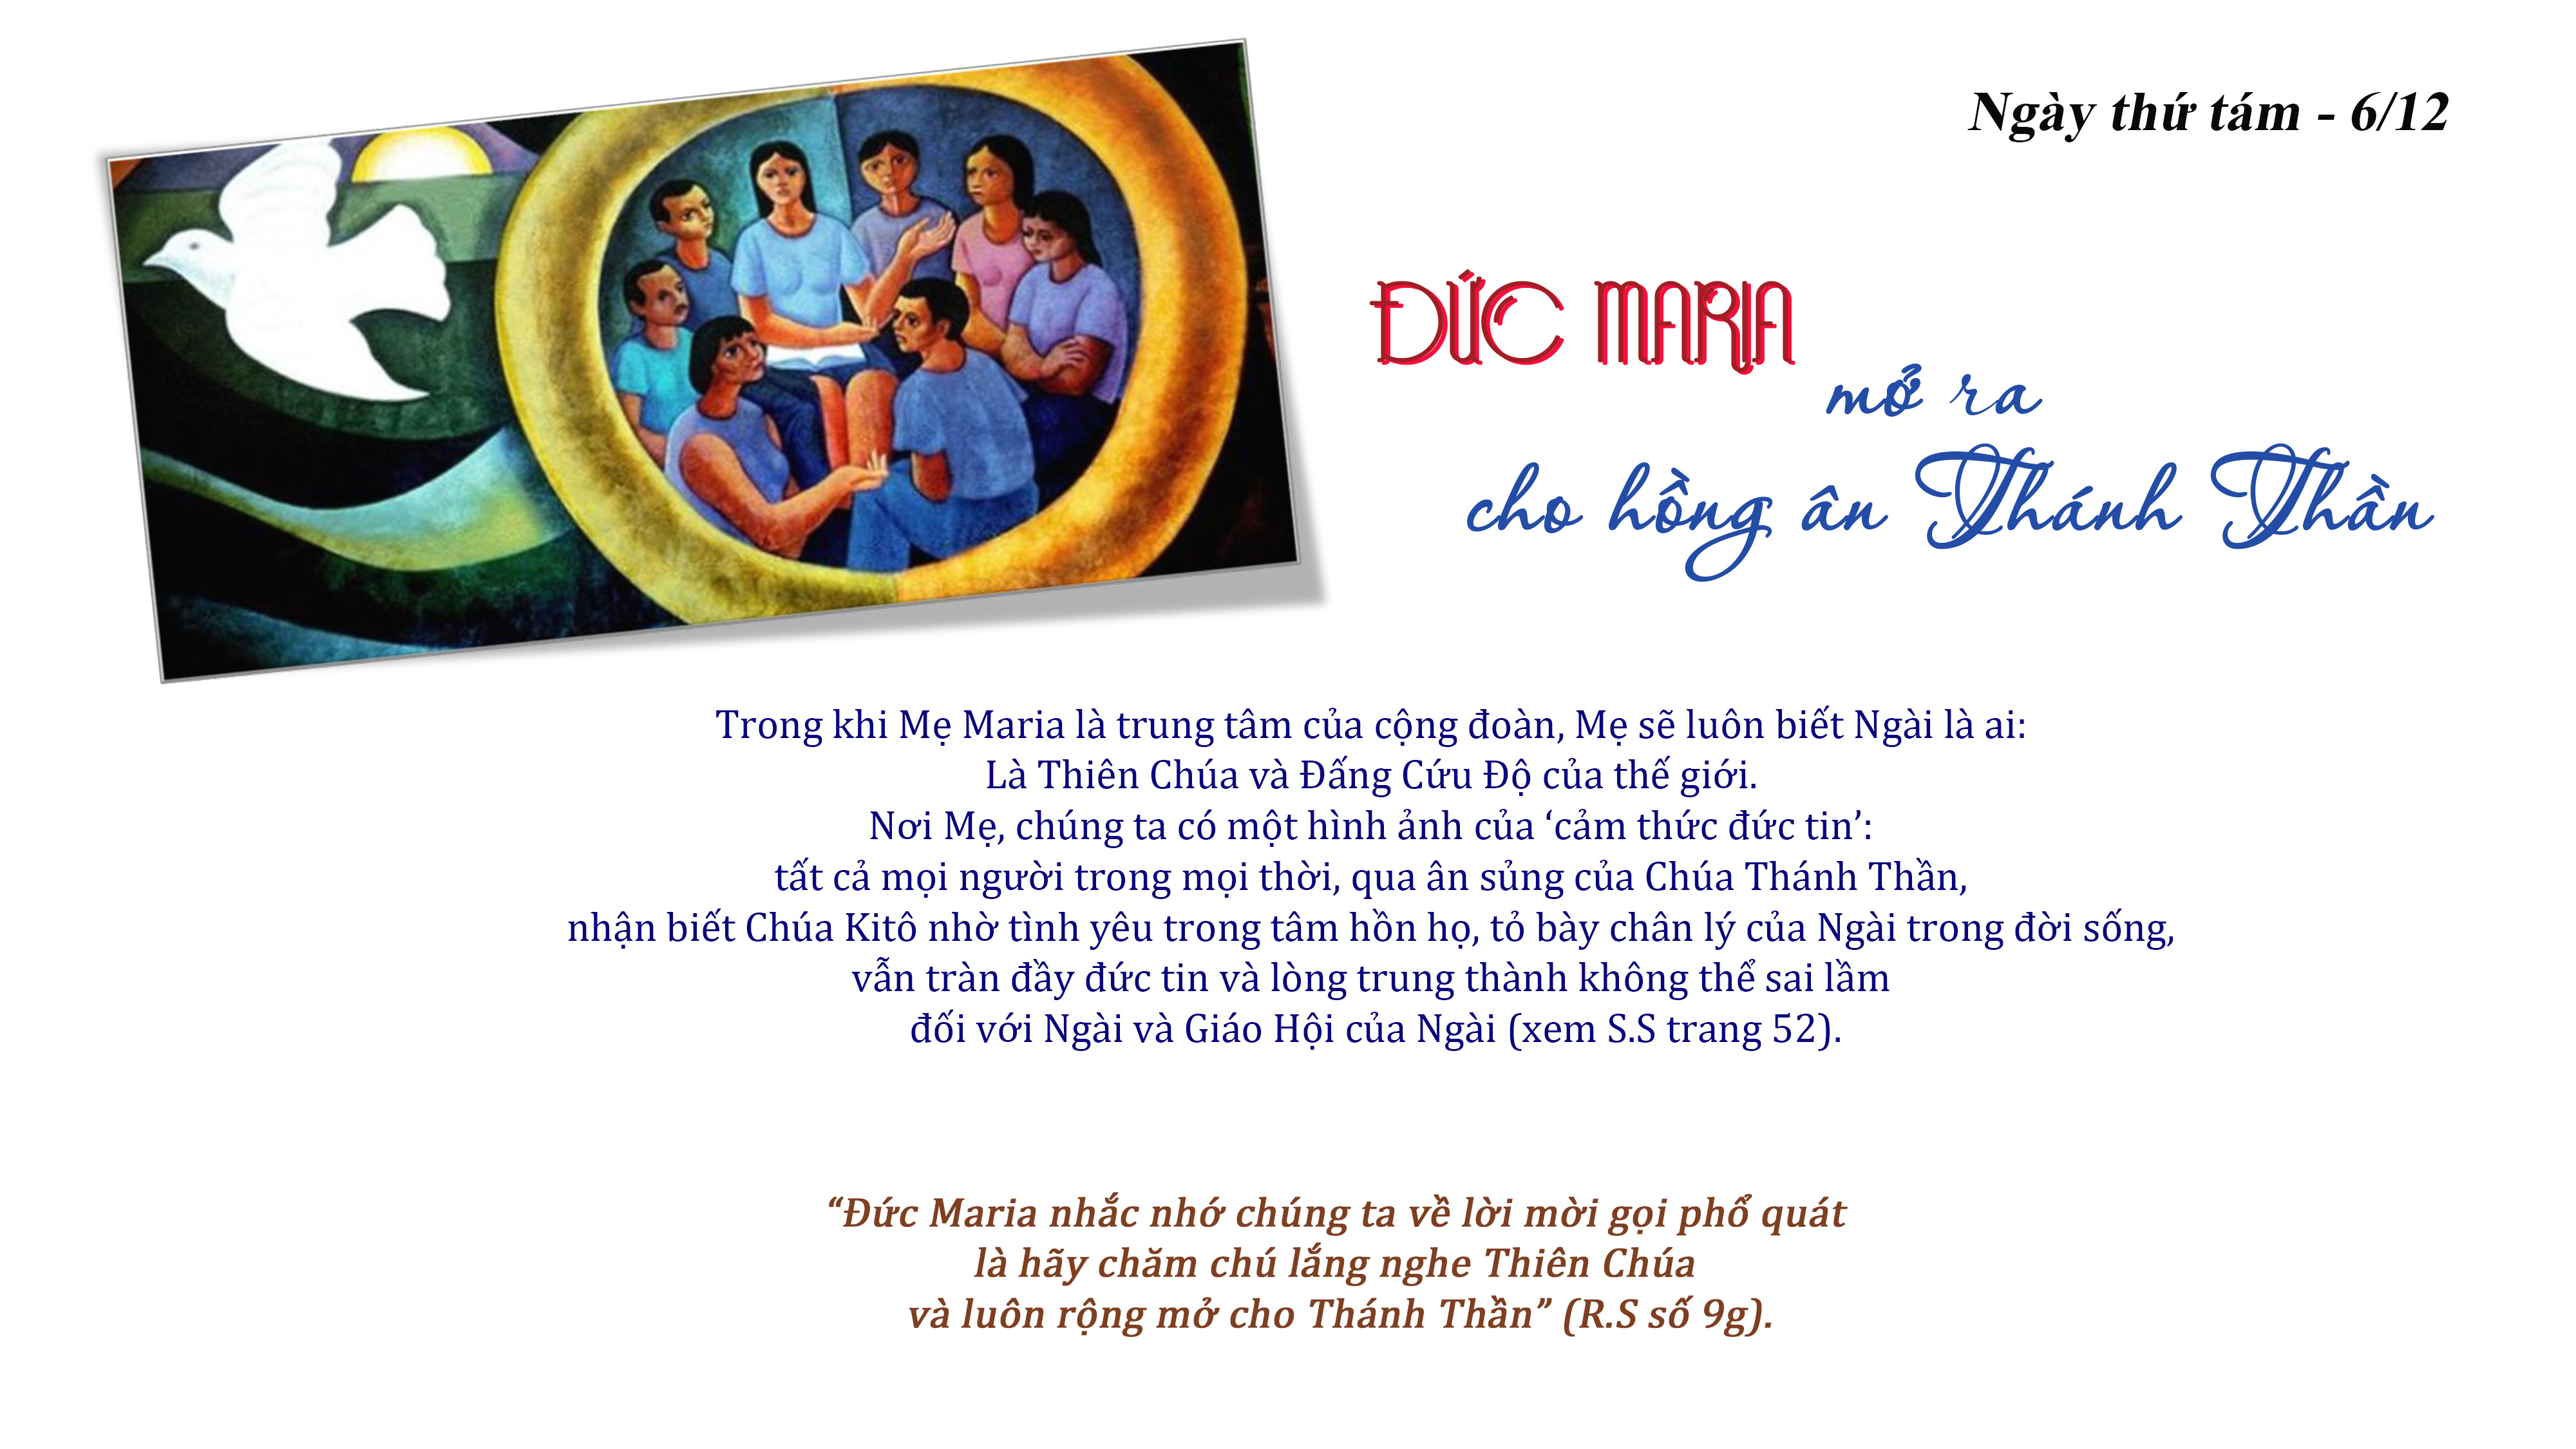 Ngày thứ tám - 6/12
ĐỨC MARIA
mở ra
cho hồng ân Thánh Thần
Trong khi Mẹ Maria là trung tâm của cộng đoàn, Mẹ sẽ luôn biết Ngài là ai:
Là Thiên Chúa và Đấng Cứu Độ của thế giới.
Nơi Mẹ, chúng ta có một hình ảnh của ‘cảm thức đức tin’:
tất cả mọi người trong mọi thời, qua ân sủng của Chúa Thánh Thần,
nhận biết Chúa Kitô nhờ tình yêu trong tâm hồn họ, tỏ bày chân lý của Ngài trong đời sống,
vẫn tràn đầy đức tin và lòng trung thành không thể sai lầm
đối với Ngài và Giáo Hội của Ngài (xem S.S trang 52).
“Đức Maria nhắc nhớ chúng ta về lời mời gọi phổ quát
là hãy chăm chú lắng nghe Thiên Chúa
và luôn rộng mở cho Thánh Thần” (R.S số 9g).